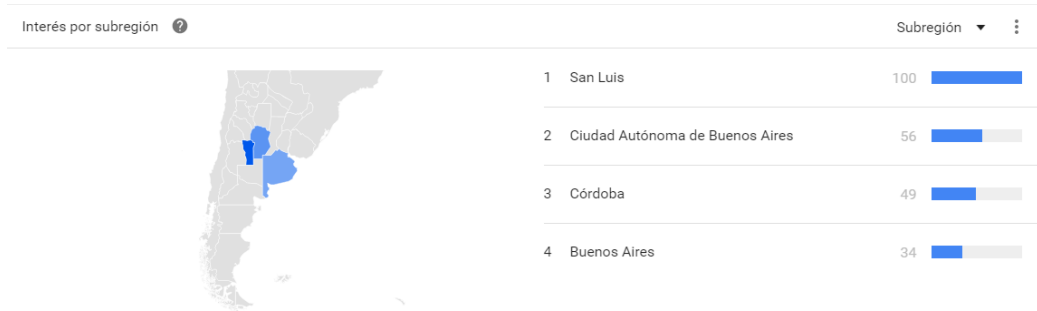 Interés por subregión ?
Subregión
1 San Luis 100
2 Ciudad Autónoma de Buenos Aires 56
3 Córdoba 49
4 Buenos Aires 34